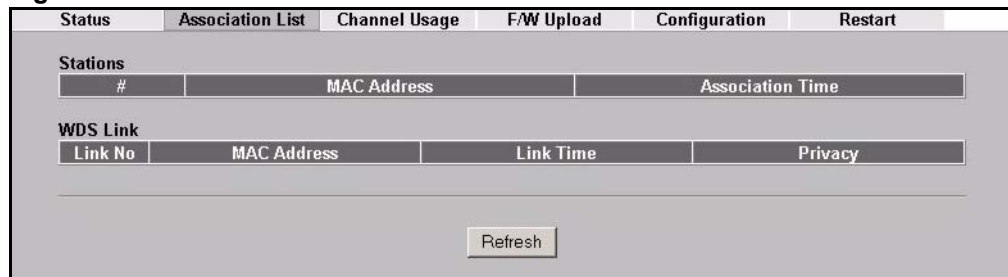 Status Association List Channel Usage F/W Upload Configuration Restart
Stations
# MAC Address Association Time
WDS Link
Link No MAC Address Link Time Privacy
Refresh